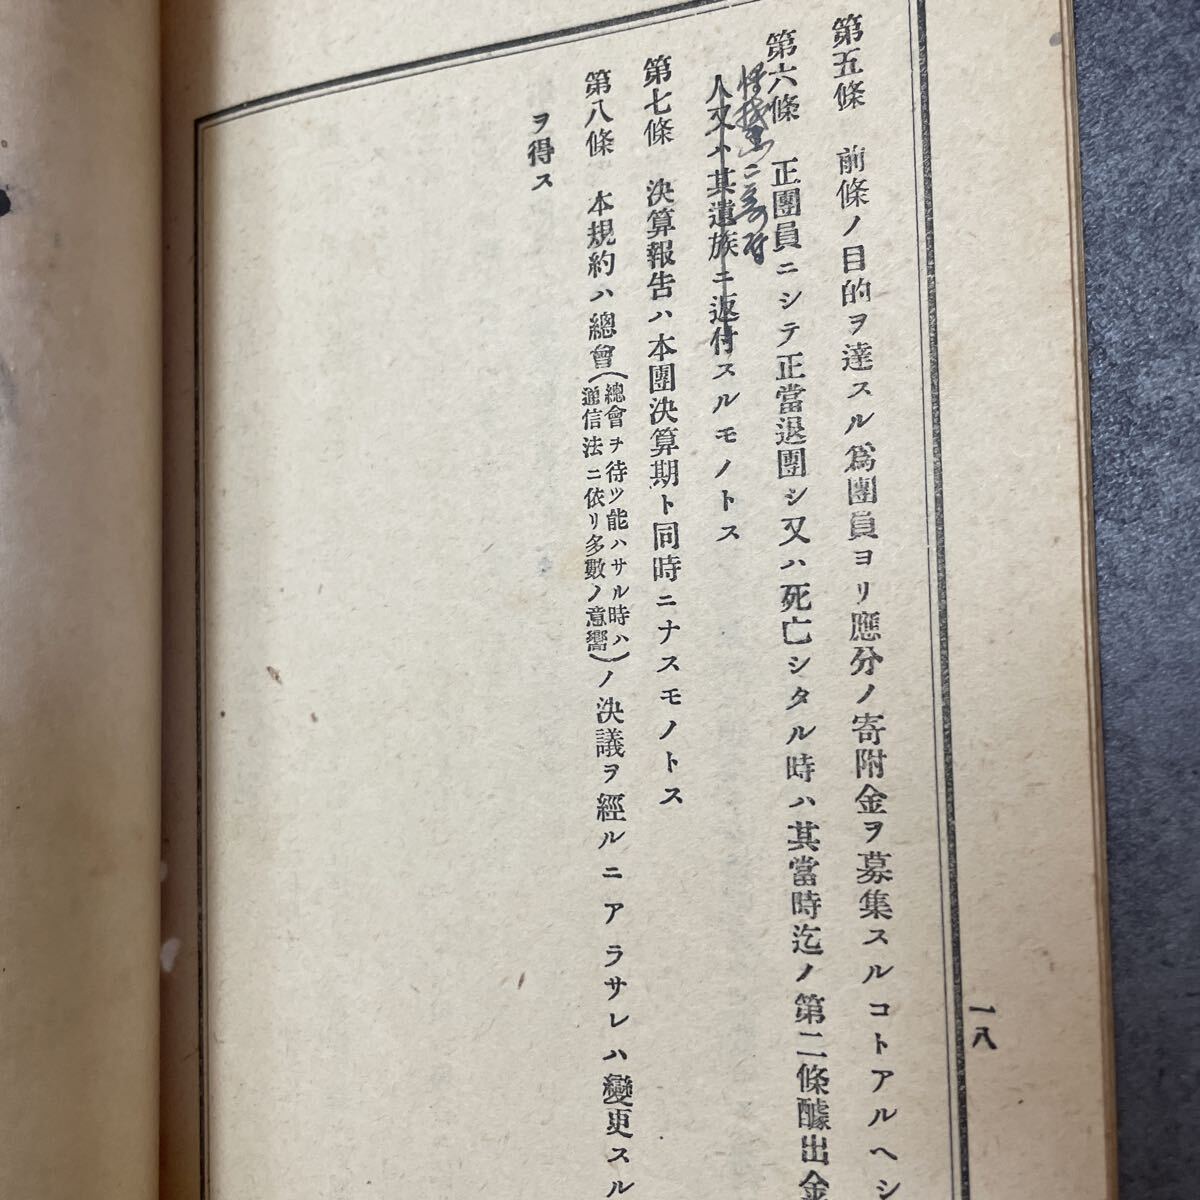 第五條　前條ノ目的ヲ達スル爲團員ヨリ應分ノ寄附金ヲ募集スルコトアルヘシ
第六條　正團員ニシテ正當退團シ又ハ死亡シタル時ハ其當時迄ノ第二條醵出金
ニ寄附
人又ハ其遺族ニ返付スルモノトス
第七條　決算報告ハ本團決算期ト同時ニナスモノトス
第八條　本規約ハ總會(總會ヲ待ツ能ハサル時ハ通信法ニ依リ多數ノ意嚮)ノ決議ヲ經ルニアラサレハ變更スル
ヲ得ス
一八